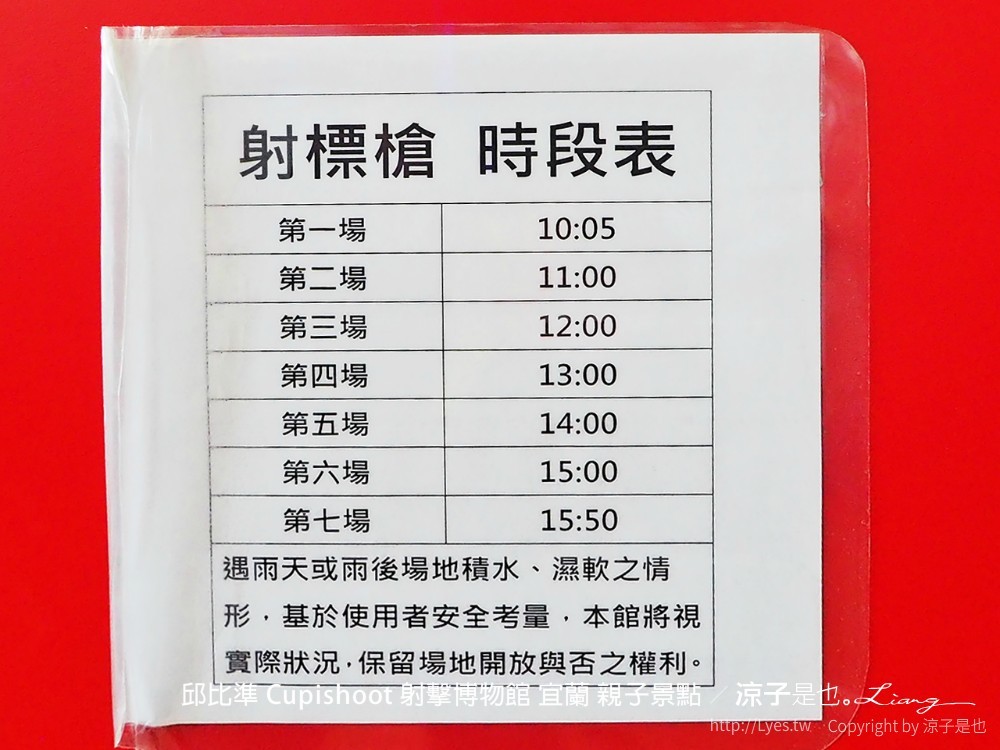 射標槍 時段表
第一場 10:05
第二場 11:00
第三場 12:00
第四場 13:00
第五場 14:00
第六場 15:00
第七場 15:50
遇雨天或雨後場地積水、濕軟之情
形，基於使用者安全考量，本館將視
實際狀況，保留場地開放與否之權利。
邱比準 Cupishoot 射擊博物館 宜蘭 親子景點 ／ 涼子是也。Liang
http://Lyes.tw Copyright by 涼子是也